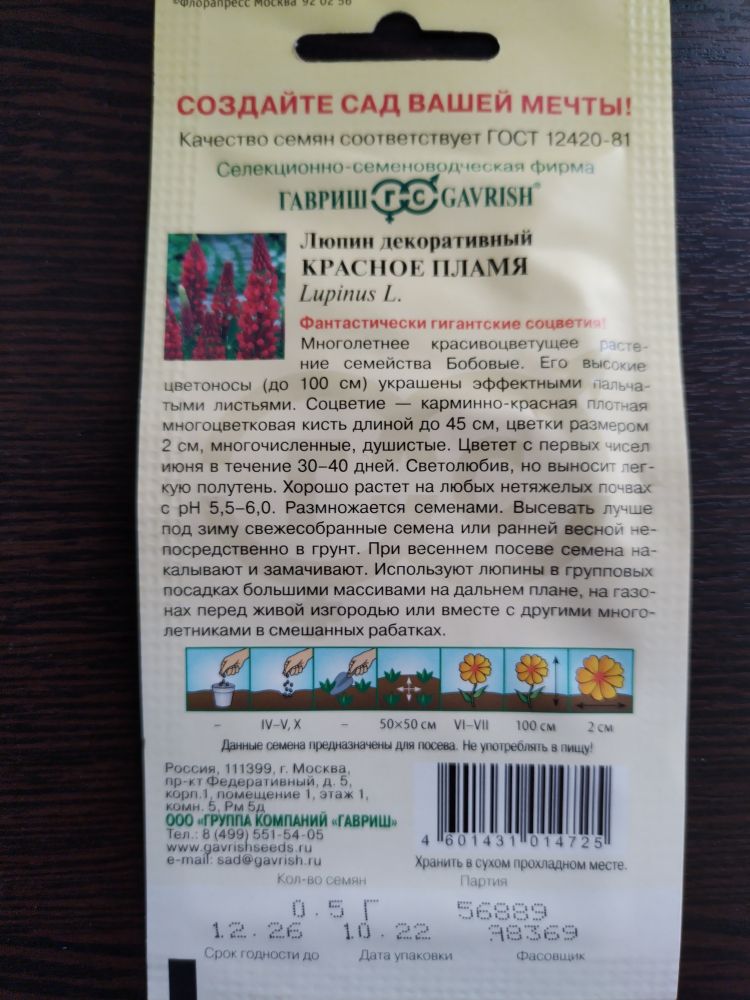 ©Флорапресс Москва 92 02 56
СОЗДАЙТЕ САД ВАШЕЙ МЕЧТЫ!
Качество семян соответствует ГОСТ 12420-81
Селекционно-семеноводческая фирма
ГАВРИШ Г-С GAVRISH®
Люпин декоративный
КРАСНОЕ ПЛАМЯ
Lupinus L.
Фантастически гигантские соцветия!
Многолетнее красивоцветущее расте-
ние семейства Бобовые. Его высокие
цветоносы (до 100 см) украшены эффектными пальча-
тыми листьями. Соцветие — карминно-красная плотная
многоцветковая кисть длиной до 45 см, цветки размером
2 см, многочисленные, душистые. Цветет с первых чисел
июня в течение 30–40 дней. Светолюбив, но выносит лег-
кую полутень. Хорошо растет на любых нетяжелых почвах
с pH 5,5–6,0. Размножается семенами. Высевать лучше
под зиму свежесобранные семена или ранней весной не-
посредственно в грунт. При весеннем посеве семена на-
калывают и замачивают. Используют люпины в групповых
посадках большими массивами на дальнем плане, на газо-
нах перед живой изгородью или вместе с другими много-
летниками в смешанных рабатках.
– IV–V, X – 50×50 см VI–VII 100 см 2 см
Данные семена предназначены для посева. Не употреблять в пищу!
Россия, 111399, г. Москва,
пр-кт Федеративный, д. 5,
корп.1, помещение 1, этаж 1,
комн. 5, Рм 5д
ООО «ГРУППА КОМПАНИЙ «ГАВРИШ»
Тел.: 8 (499) 551-54-05
www.gavrishseeds.ru
e-mail: sad@gavrish.ru
4 601431 014725
Хранить в сухом прохладном месте.
Кол-во семян Партия
0.5 Г 56889
12.26 10.22 A8369
Срок годности до Дата упаковки Фасовщик